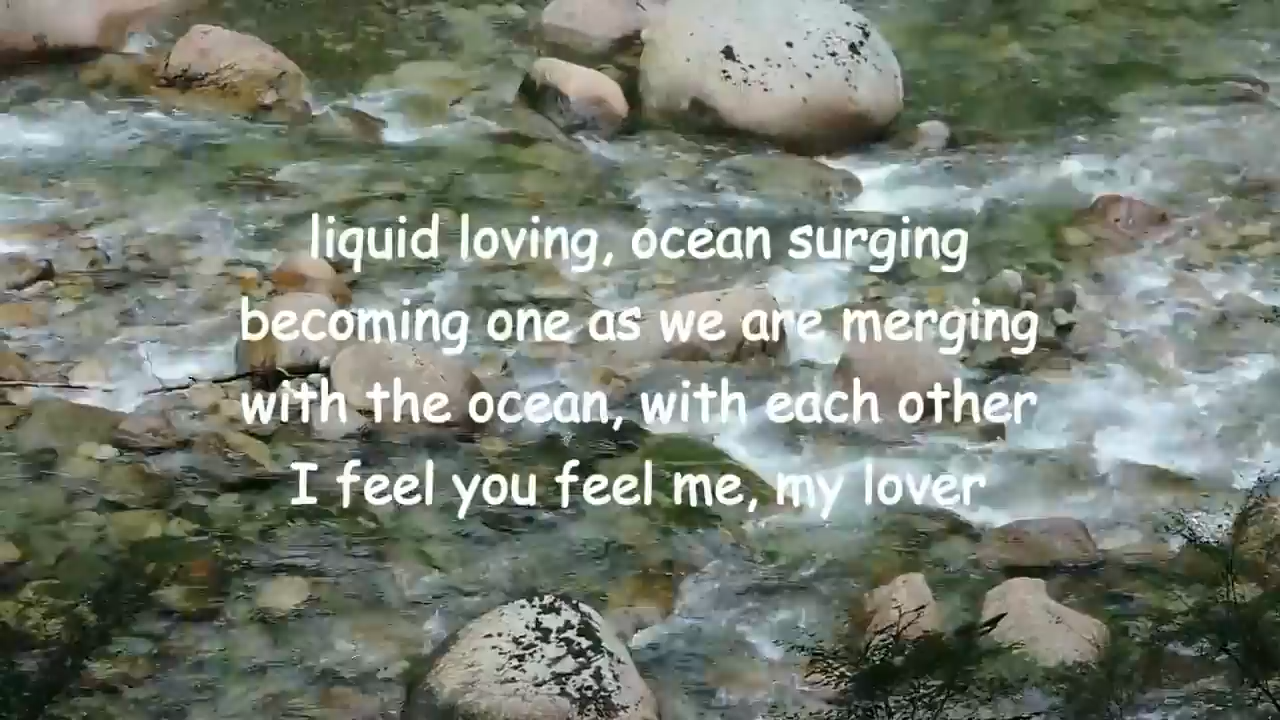 liquid loving, ocean surging
becoming one as we are merging
with the ocean, with each other
I feel you feel me, my lover